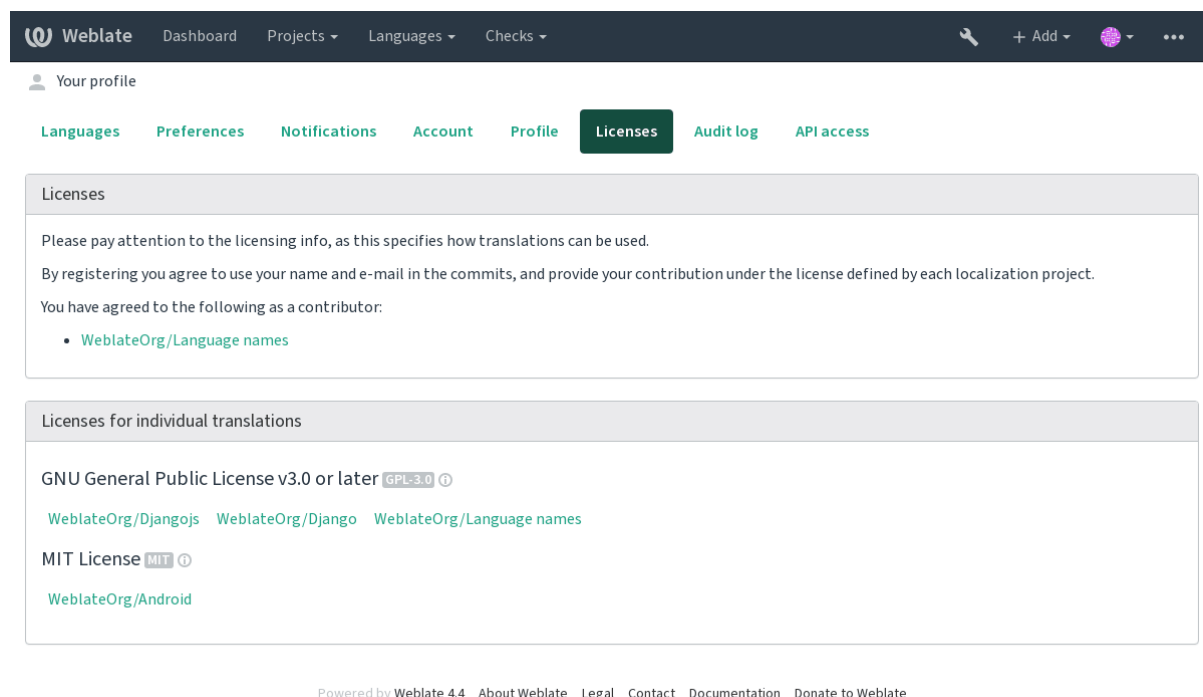 Weblate Dashboard Projects Languages Checks + Add
Your profile
Languages Preferences Notifications Account Profile Licenses Audit log API access
Licenses
Please pay attention to the licensing info, as this specifies how translations can be used.
By registering you agree to use your name and e-mail in the commits, and provide your contribution under the license defined by each localization project.
You have agreed to the following as a contributor:
• WeblateOrg/Language names
Licenses for individual translations
GNU General Public License v3.0 or later GPL-3.0
WeblateOrg/Djangojs WeblateOrg/Django WeblateOrg/Language names
MIT License MIT
WeblateOrg/Android
Powered by Weblate 4.4 About Weblate Legal Contact Documentation Donate to Weblate